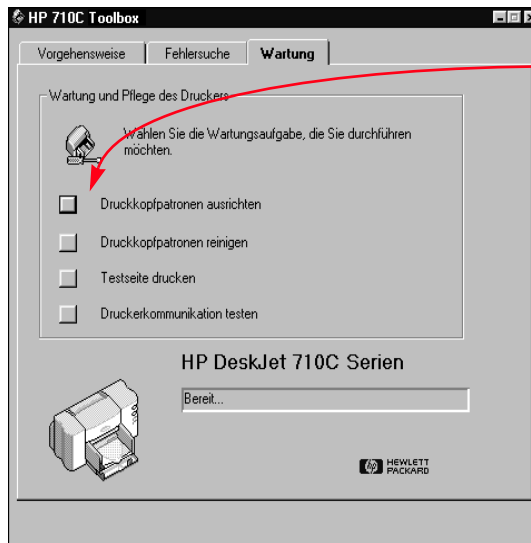 HP 710C Toolbox
Vorgehensweise
Fehlersuche
Wartung
Wartung und Pflege des Druckers
Wählen Sie die Wartungsaufgabe, die Sie durchführen
möchten.
Druckkopfpatronen ausrichten
Druckkopfpatronen reinigen
Testseite drucken
Druckerkommunikation testen
HP DeskJet 710C Serien
Bereit...
hp HEWLETT
PACKARD